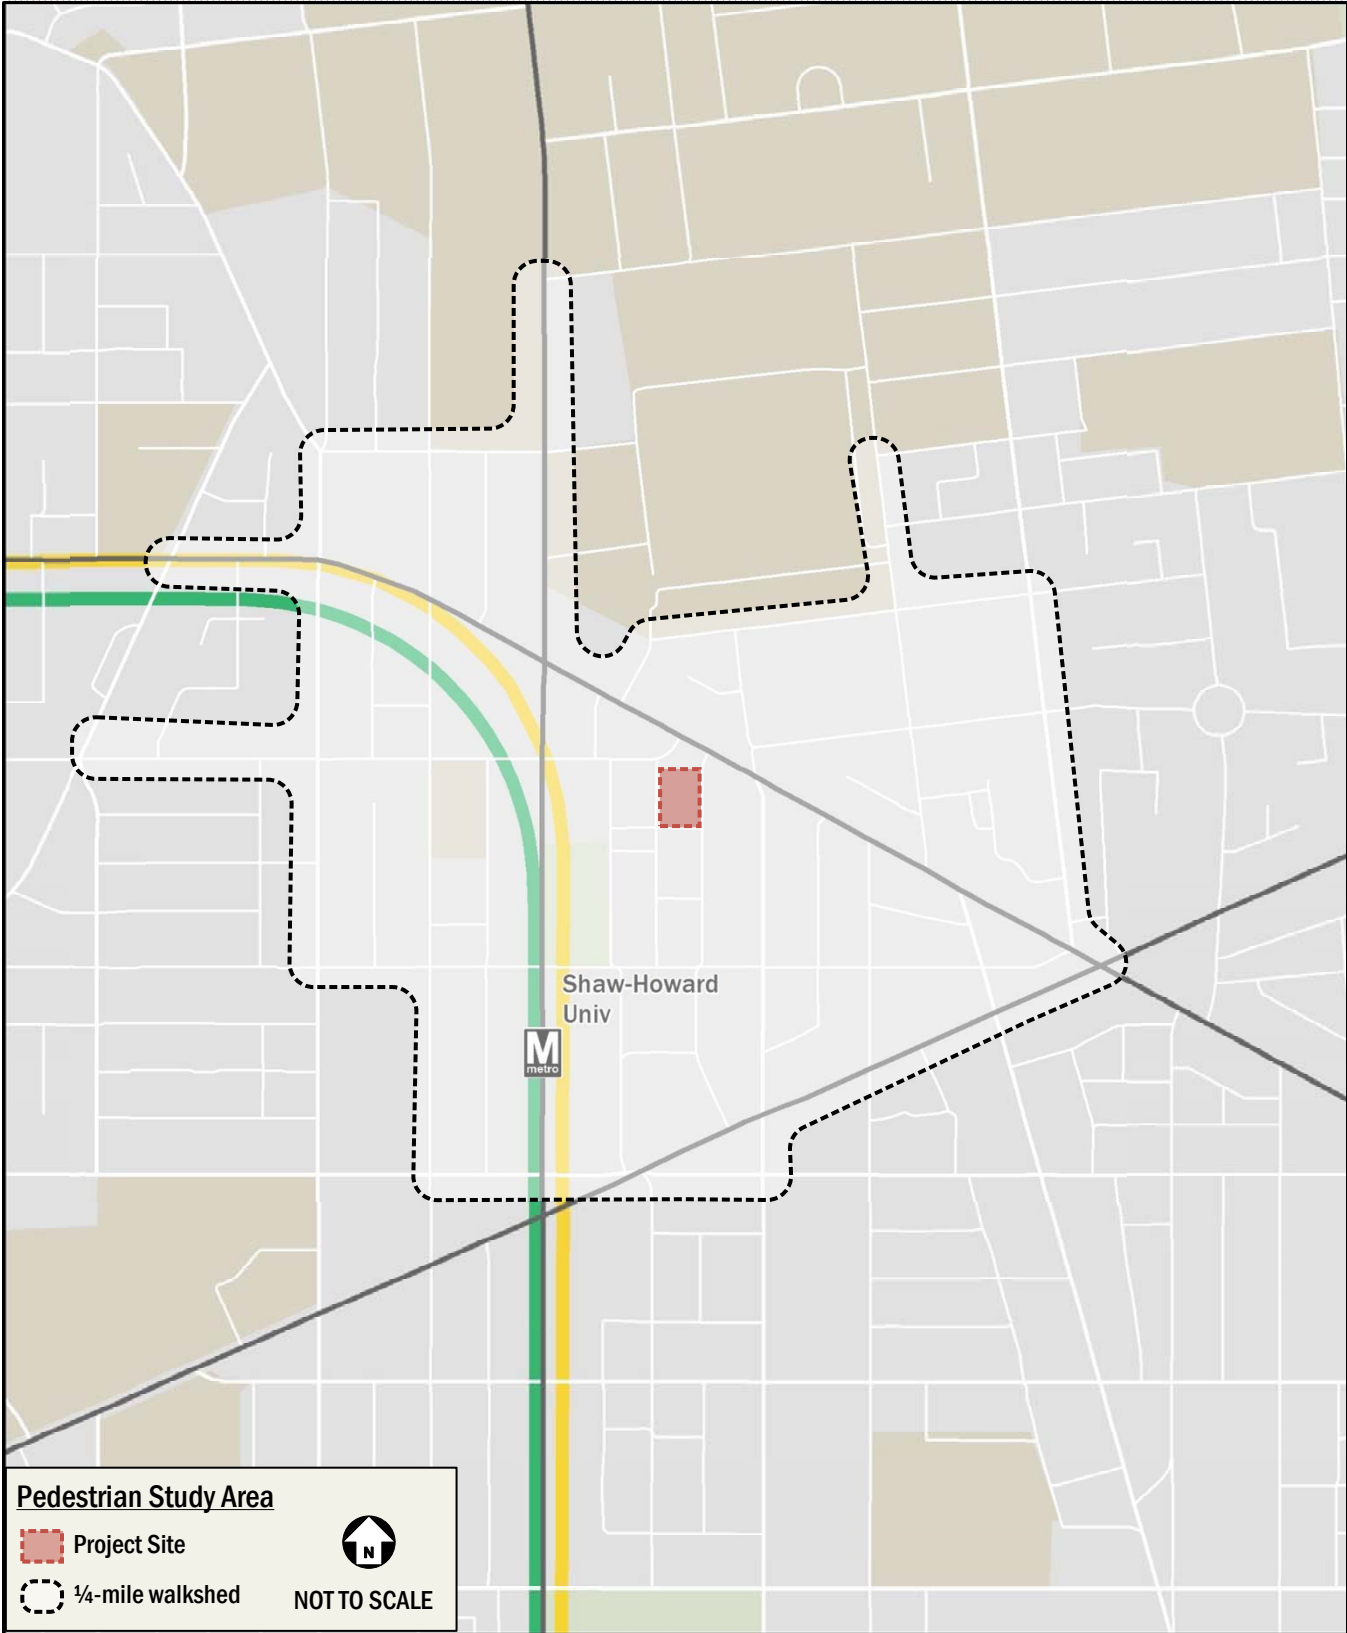 Shaw-Howard
Univ
M
metro
Pedestrian Study Area
Project Site
N
¼-mile walkshed
NOT TO SCALE